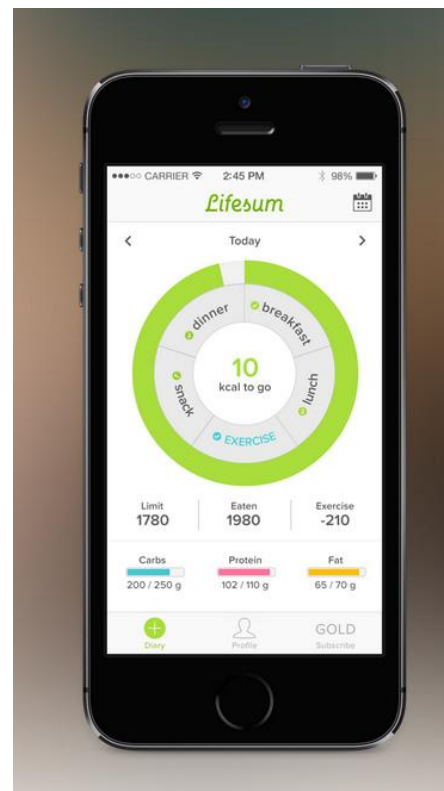 CARRIER 2:45 PM 98%
Lifesum
Today
dinner
breakfast
snack
lunch
EXERCISE
10
kcal to go
Limit Eaten Exercise
1780 1980 -210
Carbs Protein Fat
200 / 250 g 102 / 110 g 65 / 70 g
GOLD
Diary Profile Subscribe